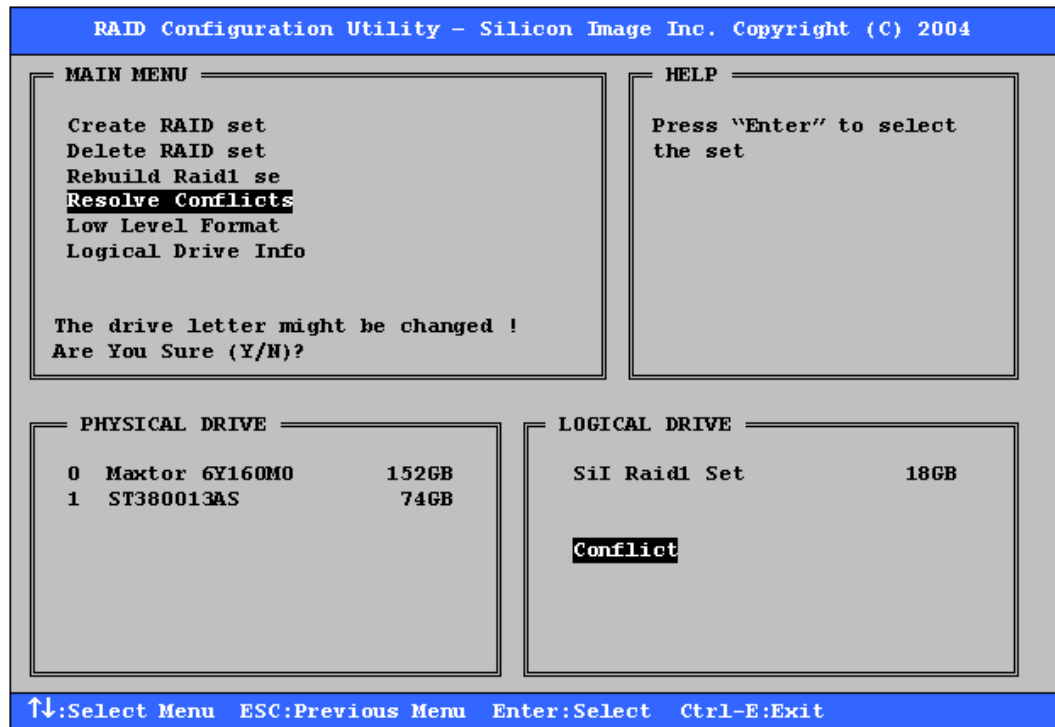 RAID Configuration Utility – Silicon Image Inc. Copyright (C) 2004
MAIN MENU
Create RAID set
Delete RAID set
Rebuild Raid1 se
Resolve Conflicts
Low Level Format
Logical Drive Info
The drive letter might be changed !
Are You Sure (Y/N)?
HELP
Press “Enter” to select
the set
PHYSICAL DRIVE
0 Maxtor 6Y160M0 152GB
1 ST380013AS 74GB
LOGICAL DRIVE
SiI Raid1 Set 18GB
Conflict
↑↓:Select Menu ESC:Previous Menu Enter:Select Ctrl-E:Exit